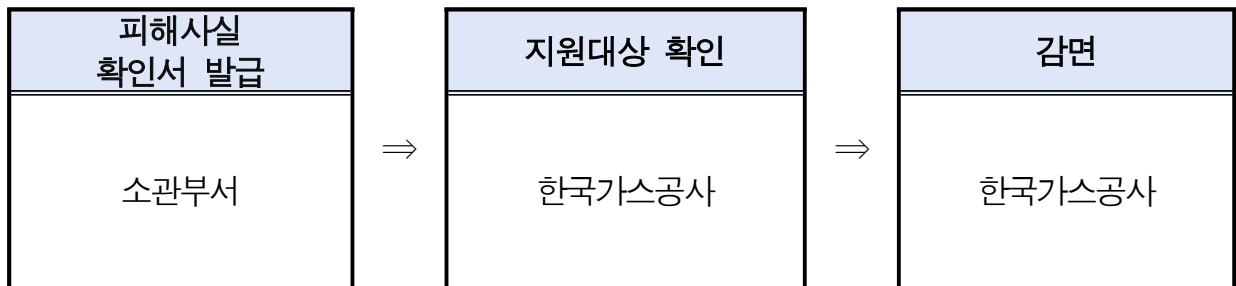 피해사실
확인서 발급
소관부서
⇒
지원대상 확인
한국가스공사
⇒
감면
한국가스공사